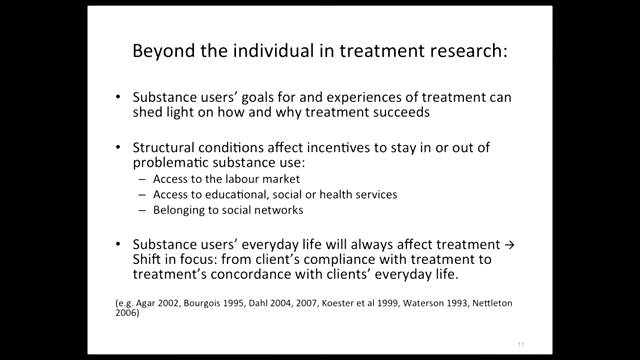 Beyond the individual in treatment research:
• Substance users' goals for and experiences of treatment can
shed light on how and why treatment succeeds
• Structural conditions affect incentives to stay in or out of
problematic substance use:
– Access to the labour market
– Access to educational, social or health services
– Belonging to social networks
• Substance users' everyday life will always affect treatment →
Shift in focus: from client's compliance with treatment to
treatment's concordance with clients' everyday life.
(e.g. Agar 2002, Bourgois 1995, Dahl 2004, 2007, Koester et al 1999, Waterson 1993, Nettleton
2006)
11